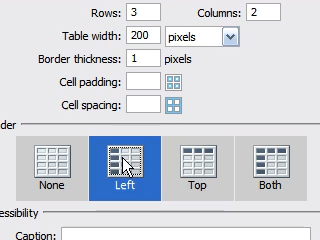 Rows: 3 Columns: 2
Table width: 200 pixels
Border thickness: 1 pixels
Cell padding:
Cell spacing:
der
None Left Top Both
essibility
Caption: